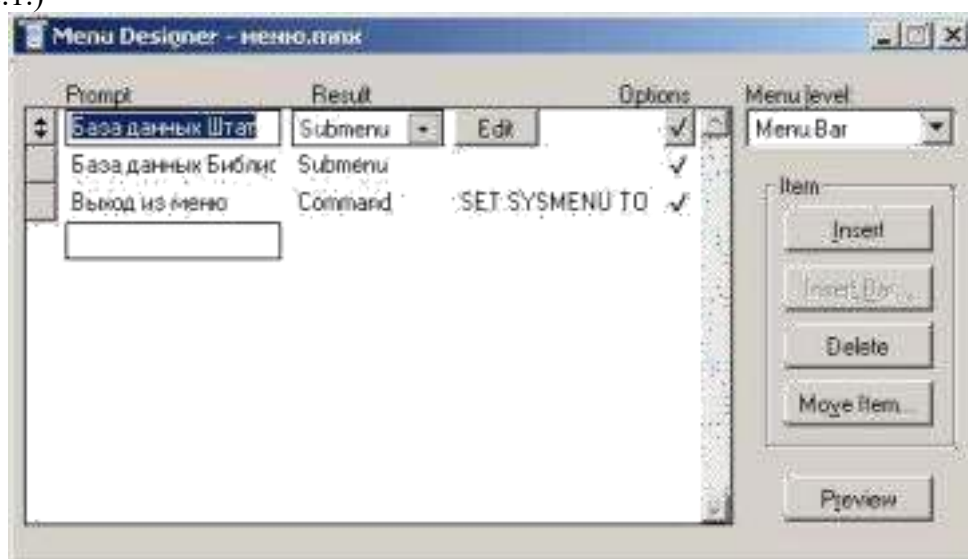 .1.)
Menu Designer - меню.mnx
Prompt Result Options Menu level
База данных Штат Submenu Edit Menu Bar
База данных Библис Submenu
Item
Выход из меню Command SET SYSMENU TO
Insert
Insert Bar...
Delete
Move Item...
Preview